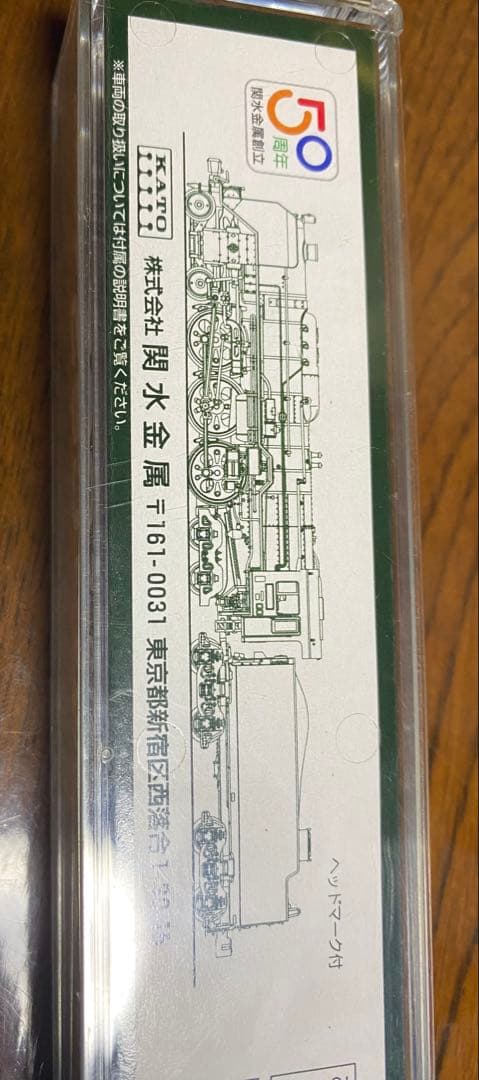 50
周年
関水金属創立
ヘッドマーク付
KATO
株式会社 関水金属 〒161-0031 東京都新宿区西落合1
※車両の取り扱いについては付属の説明書をご覧ください。